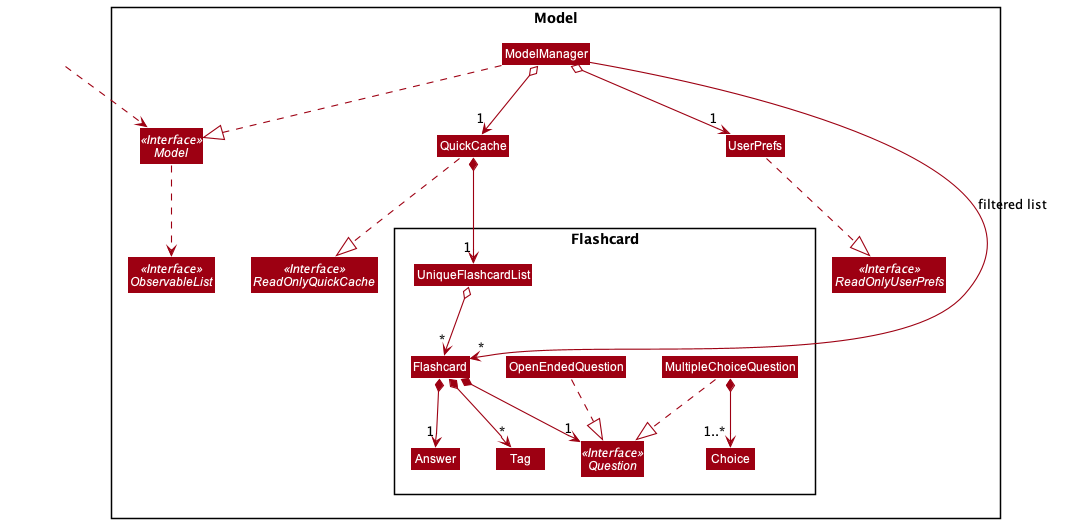 Model
ModelManager
1
1
«Interface»
Model
QuickCache
UserPrefs
filtered list
Flashcard
1
«Interface»
ObservableList
«Interface»
ReadOnlyQuickCache
UniqueFlashcardList
«Interface»
ReadOnlyUserPrefs
*
*
Flashcard
OpenEndedQuestion
MultipleChoiceQuestion
1
*
1
1..*
Answer
Tag
«Interface»
Question
Choice